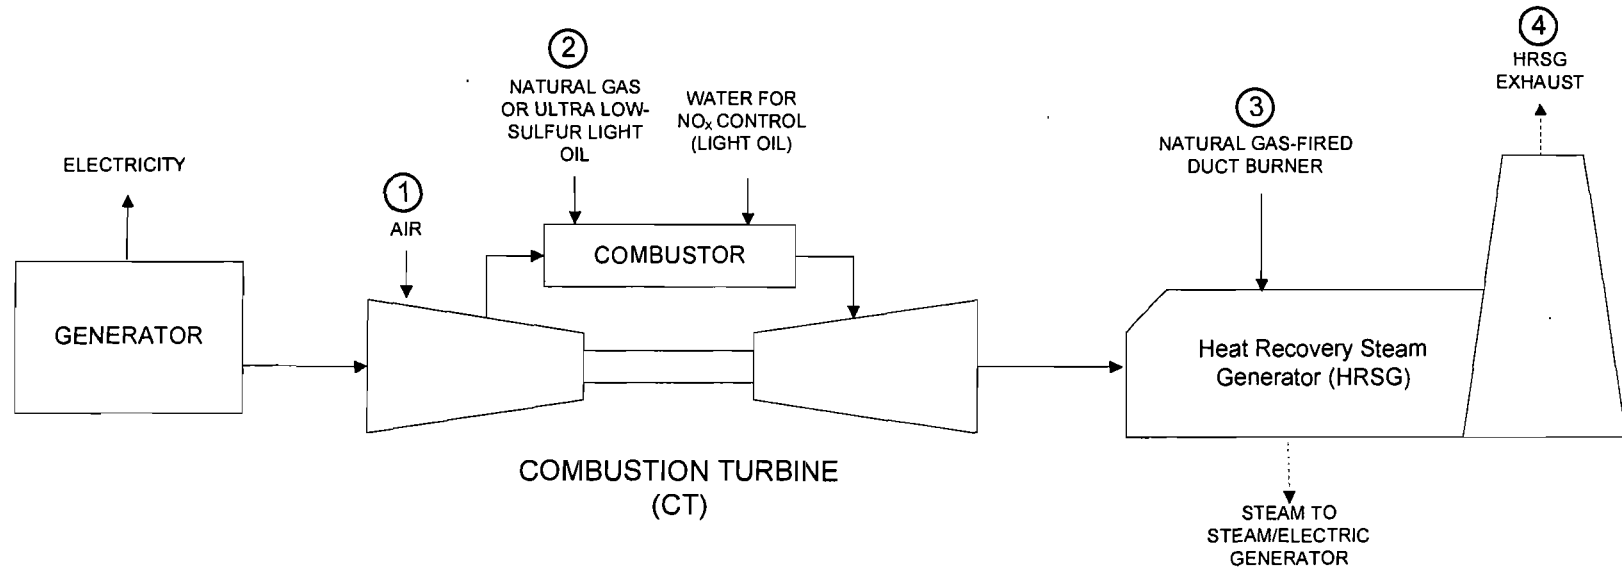 ELECTRICITY
GENERATOR
1
AIR
2
NATURAL GAS
OR ULTRA LOW-
SULFUR LIGHT
OIL
WATER FOR
NOx CONTROL
(LIGHT OIL)
COMBUSTOR
COMBUSTION TURBINE
(CT)
3
NATURAL GAS-FIRED
DUCT BURNER
4
HRSG
EXHAUST
Heat Recovery Steam
Generator (HRSG)
STEAM TO
STEAM/ELECTRIC
GENERATOR